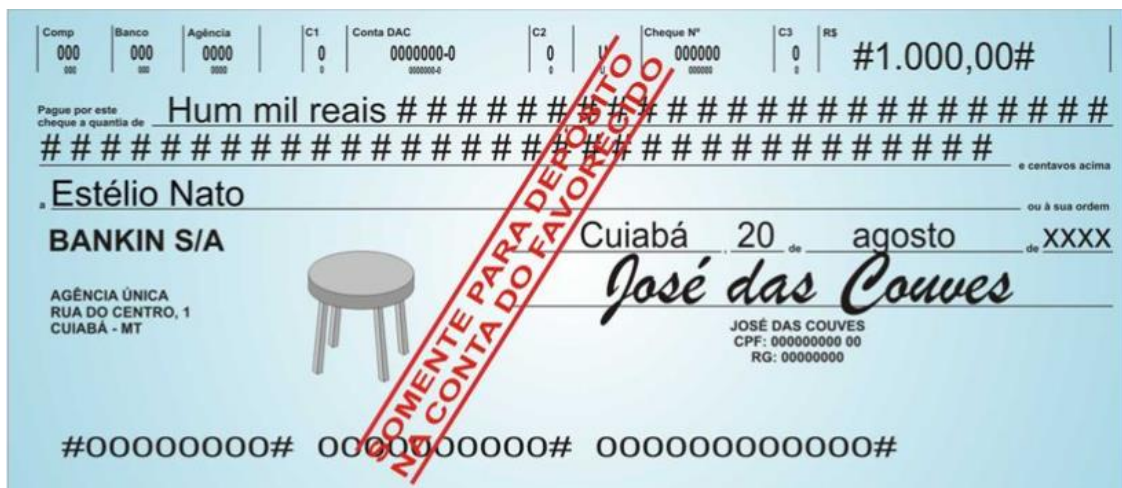 Comp Banco Agência C1 Conta DAC C2 Cheque Nº C3 R$
000 000 0000 0 0000000-0 0 000000 0 #1.000,00#
000 000 0000 0 0000000-0 0 000000 0
Pague por este
cheque a quantia de Hum mil reais # # # # # # # # # # # # # # # # # # # # # # # #
# # # # # # # # # # # # # # # # # # # # # # # # # # # # # # # #
e centavos acima
a Estélio Nato ou à sua ordem
BANKIN S/A
Cuiabá , 20 de agosto de XXXX
José das Couves
AGÊNCIA ÚNICA
RUA DO CENTRO, 1
CUIABÁ - MT
JOSÉ DAS COUVES
CPF: 000000000 00
RG: 00000000
SOMENTE PARA DEPÓSITO
NA CONTA DO FAVORECIDO
#00000000# 0000000000# 000000000000#